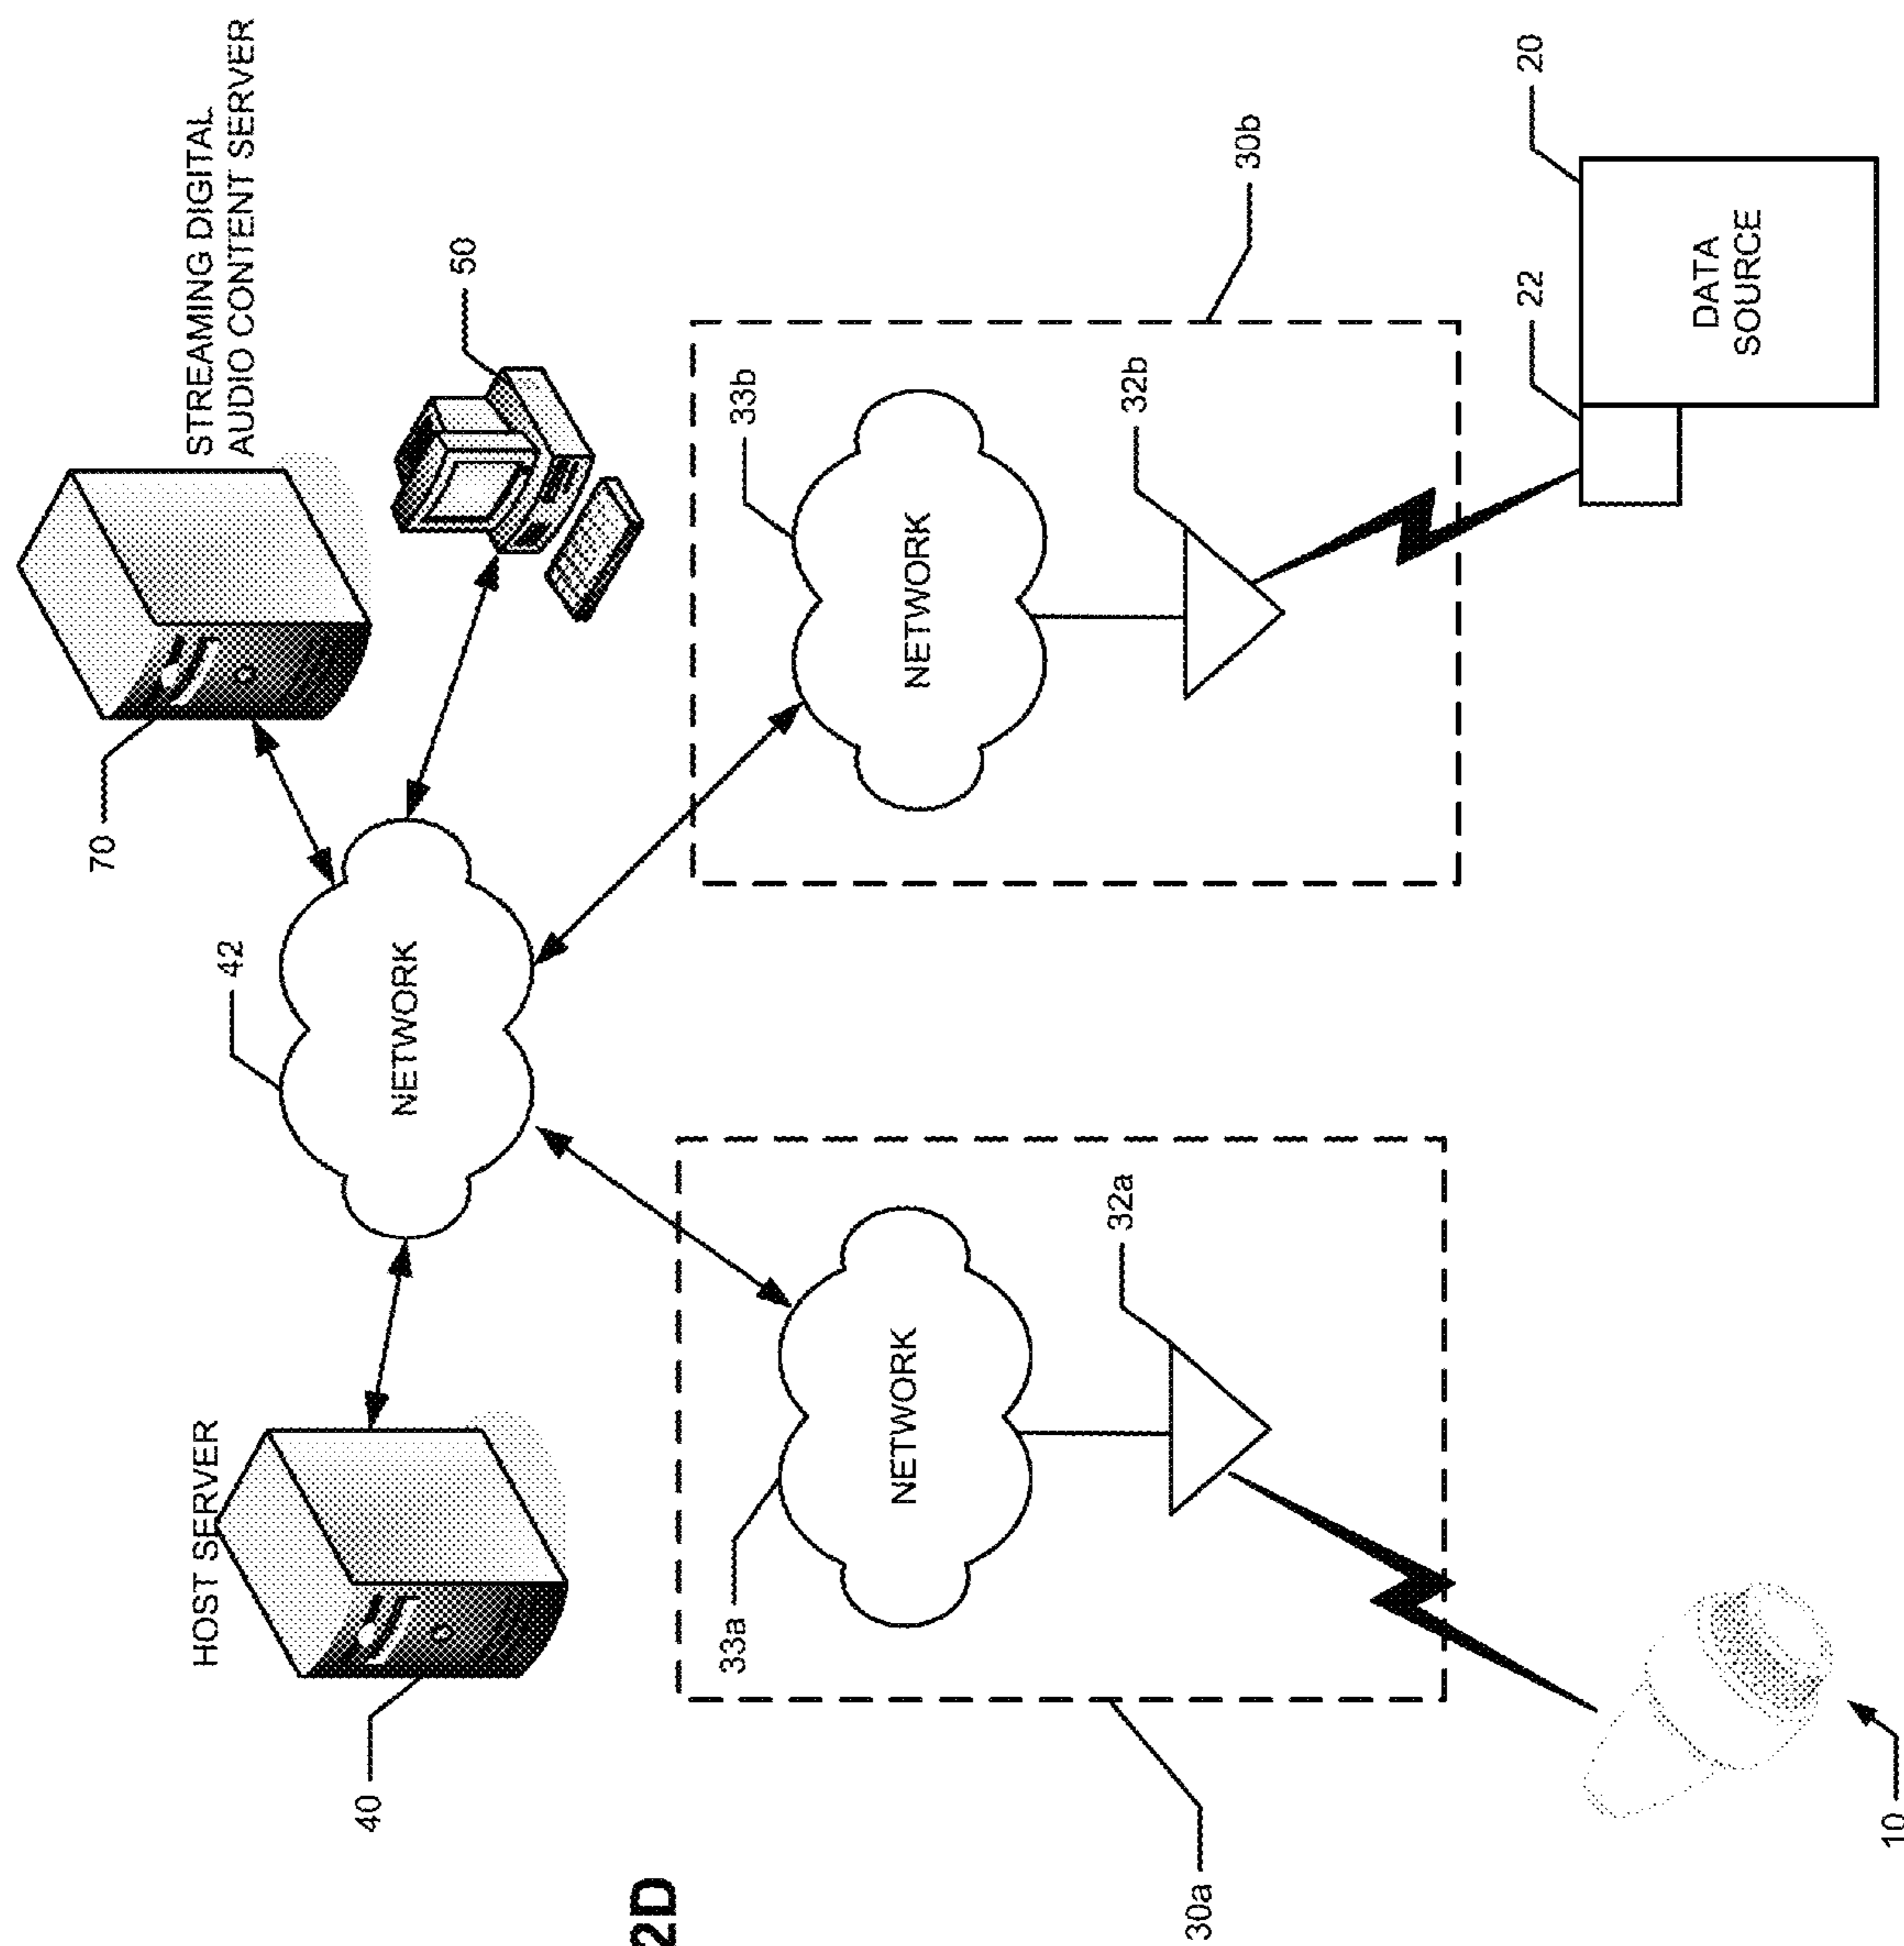 STREAMING DIGITAL
AUDIO CONTENT SERVER
HOST SERVER
70
42
50
40
NETWORK
33a
NETWORK
32a
33b
NETWORK
32b
30b
30a
22
20
DATA
SOURCE
10
2D